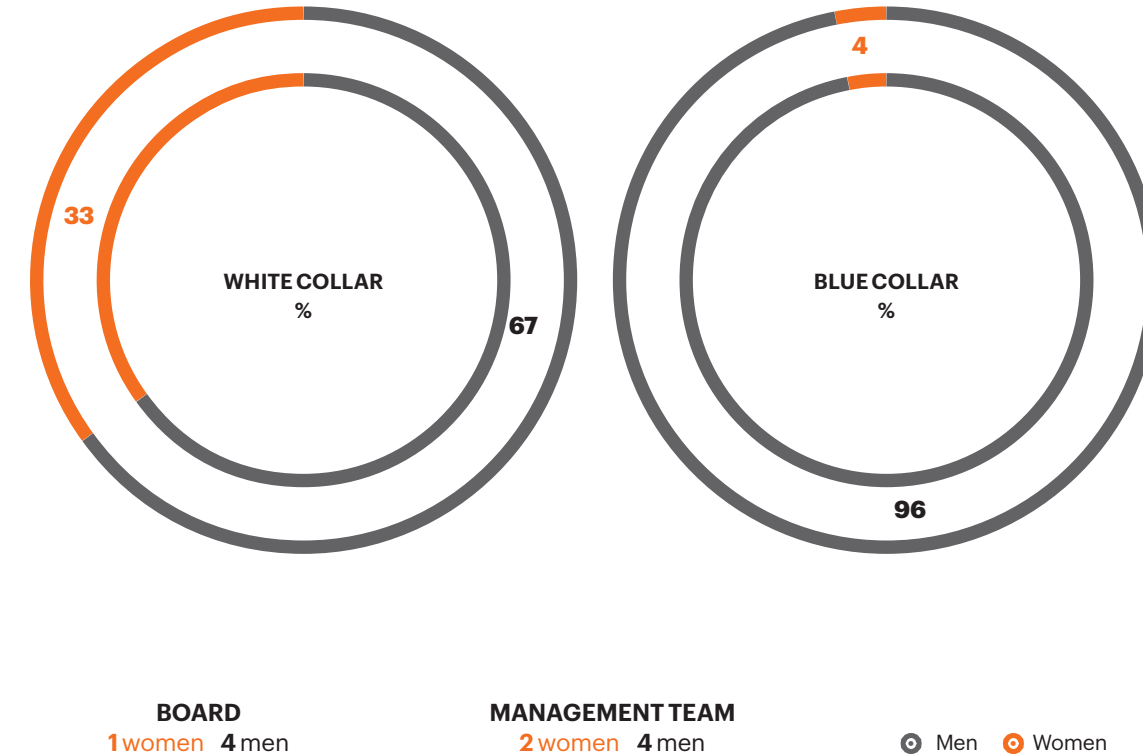 33
WHITE COLLAR
%
67
4
BLUE COLLAR
%
96
BOARD
1 women 4 men
MANAGEMENT TEAM
2 women 4 men
Men
Women